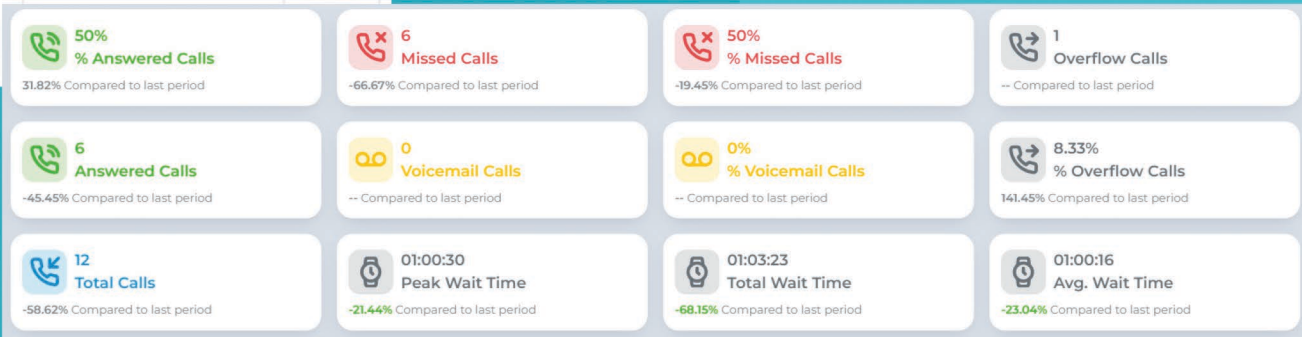 50%
% Answered Calls
31.82% Compared to last period
6
Missed Calls
-66.67% Compared to last period
50%
% Missed Calls
-19.45% Compared to last period
1
Overflow Calls
-- Compared to last period
6
Answered Calls
-45.45% Compared to last period
0
Voicemail Calls
-- Compared to last period
0%
% Voicemail Calls
-- Compared to last period
8.33%
% Overflow Calls
141.45% Compared to last period
12
Total Calls
-58.62% Compared to last period
01:00:30
Peak Wait Time
-21.44% Compared to last period
01:03:23
Total Wait Time
-68.15% Compared to last period
01:00:16
Avg. Wait Time
-23.04% Compared to last period